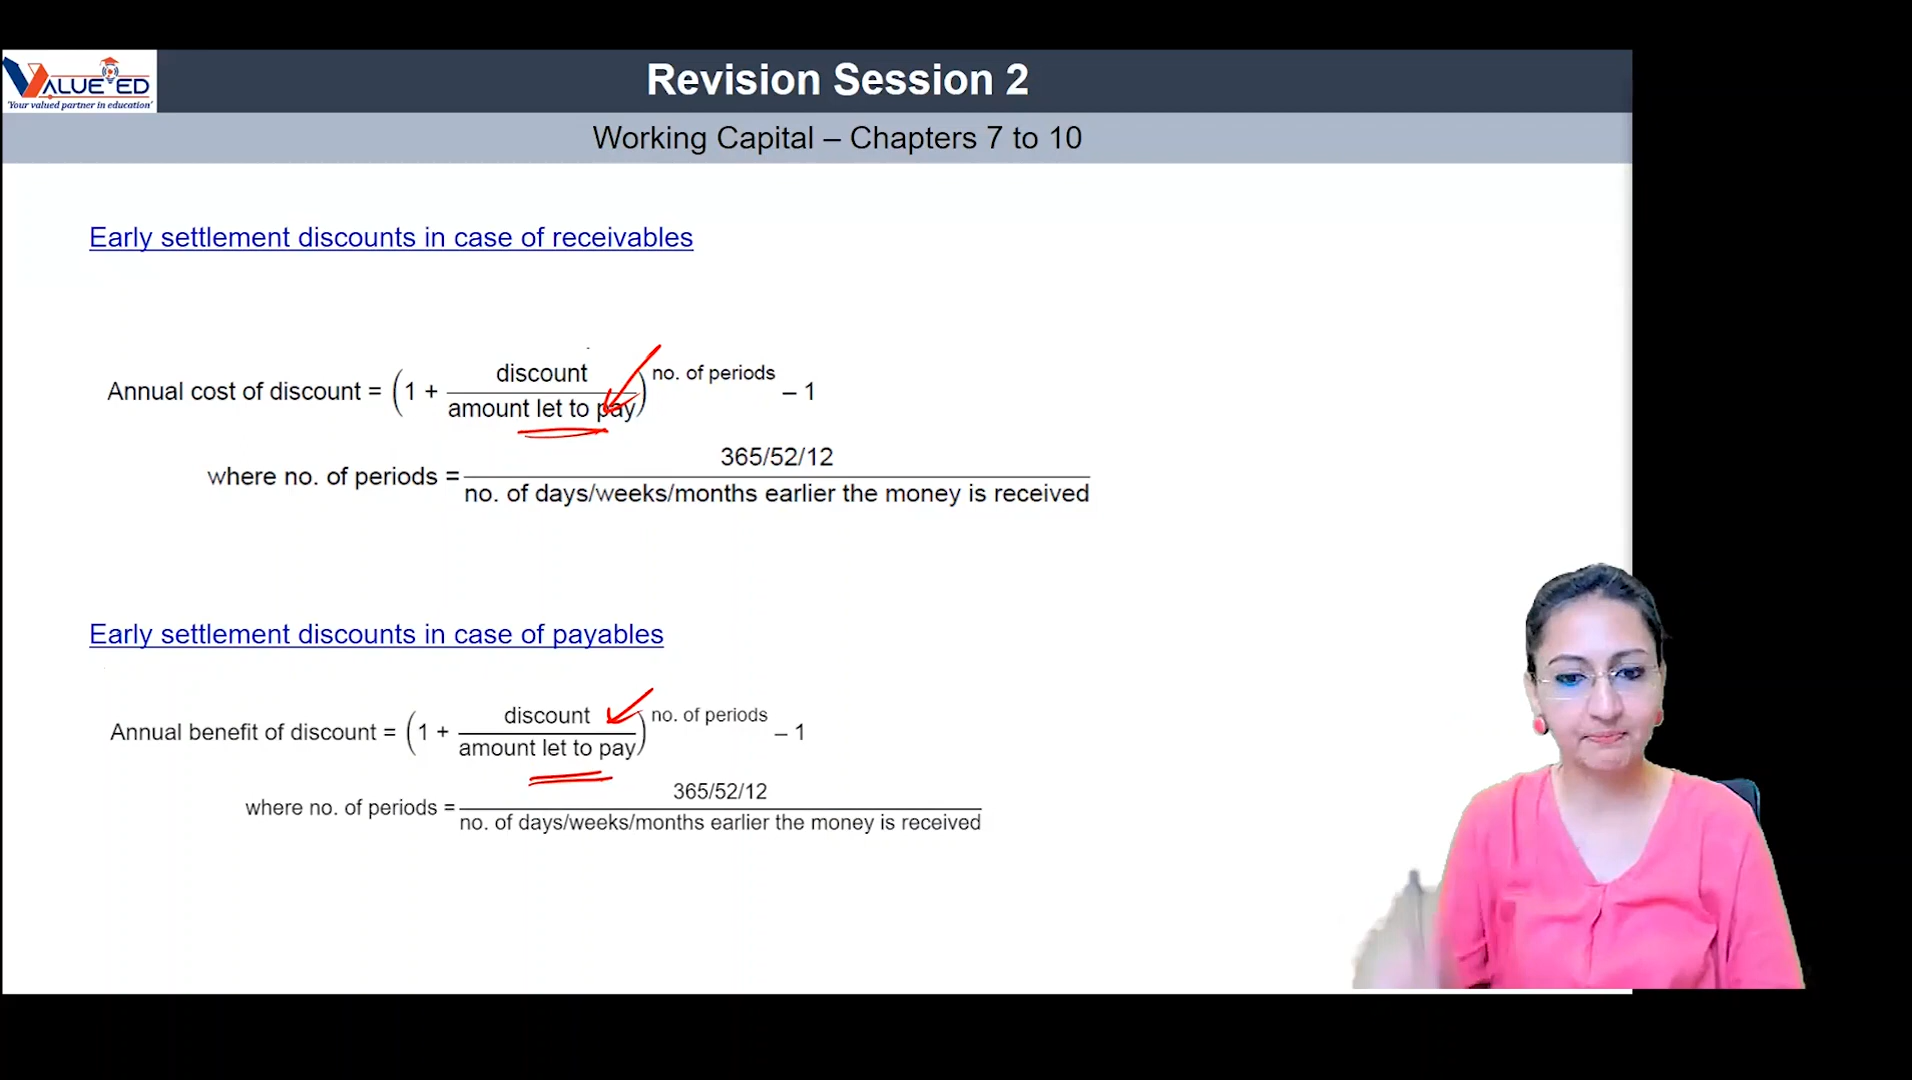 VALUE ED
'Your valued partner in education'
Revision Session 2
Working Capital – Chapters 7 to 10
Early settlement discounts in case of receivables
Annual cost of discount = (1 + discount / amount let to pay)^no. of periods – 1
where no. of periods = 365/52/12 / no. of days/weeks/months earlier the money is received
Early settlement discounts in case of payables
Annual benefit of discount = (1 + discount / amount let to pay)^no. of periods – 1
where no. of periods = 365/52/12 / no. of days/weeks/months earlier the money is received